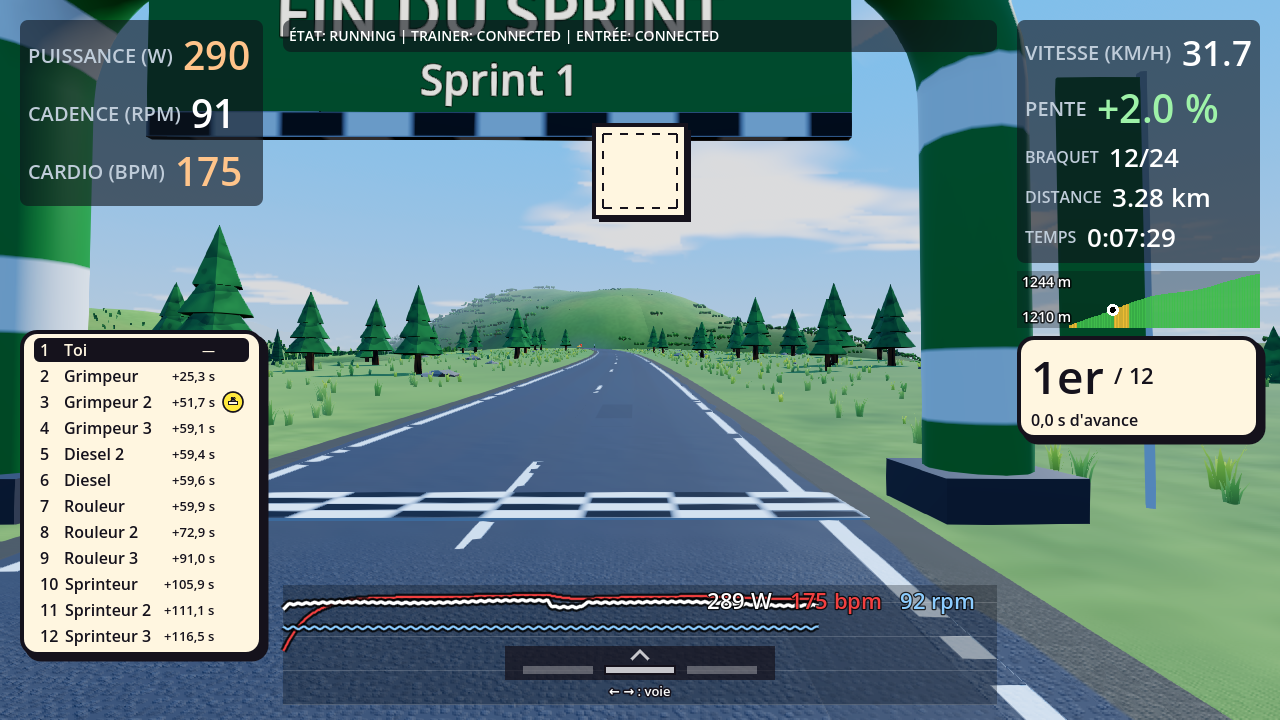 FIN DU SPRINT
Sprint 1
ÉTAT: RUNNING | TRAINER: CONNECTED | ENTRÉE: CONNECTED
PUISSANCE (W) 290
CADENCE (RPM) 91
CARDIO (BPM) 175
VITESSE (KM/H) 31.7
PENTE +2.0 %
BRAQUET 12/24
DISTANCE 3.28 km
TEMPS 0:07:29
1244 m
1210 m
1er / 12
0,0 s d'avance
1 Toi —
2 Grimpeur +25,3 s
3 Grimpeur 2 +51,7 s
4 Grimpeur 3 +59,1 s
5 Diesel 2 +59,4 s
6 Diesel +59,6 s
7 Rouleur +59,9 s
8 Rouleur 2 +72,9 s
9 Rouleur 3 +91,0 s
10 Sprinteur +105,9 s
11 Sprinteur 2 +111,1 s
12 Sprinteur 3 +116,5 s
289 W 175 bpm 92 rpm
← → : voie